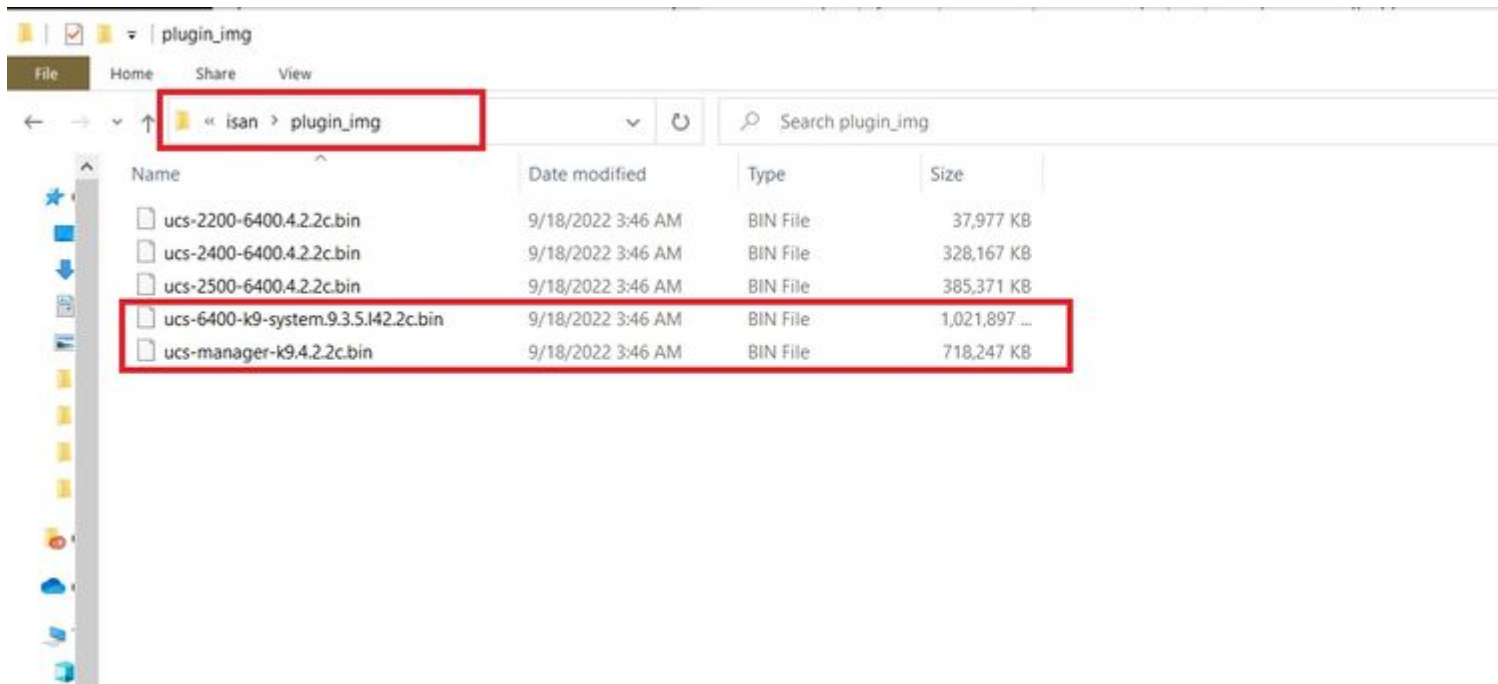 plugin_img
File Home Share View
« isan > plugin_img
Search plugin_img
Name Date modified Type Size
ucs-2200-6400.4.2.2c.bin 9/18/2022 3:46 AM BIN File 37,977 KB
ucs-2400-6400.4.2.2c.bin 9/18/2022 3:46 AM BIN File 328,167 KB
ucs-2500-6400.4.2.2c.bin 9/18/2022 3:46 AM BIN File 385,371 KB
ucs-6400-k9-system.9.3.5.I42.2c.bin 9/18/2022 3:46 AM BIN File 1,021,897 ...
ucs-manager-k9.4.2.2c.bin 9/18/2022 3:46 AM BIN File 718,247 KB